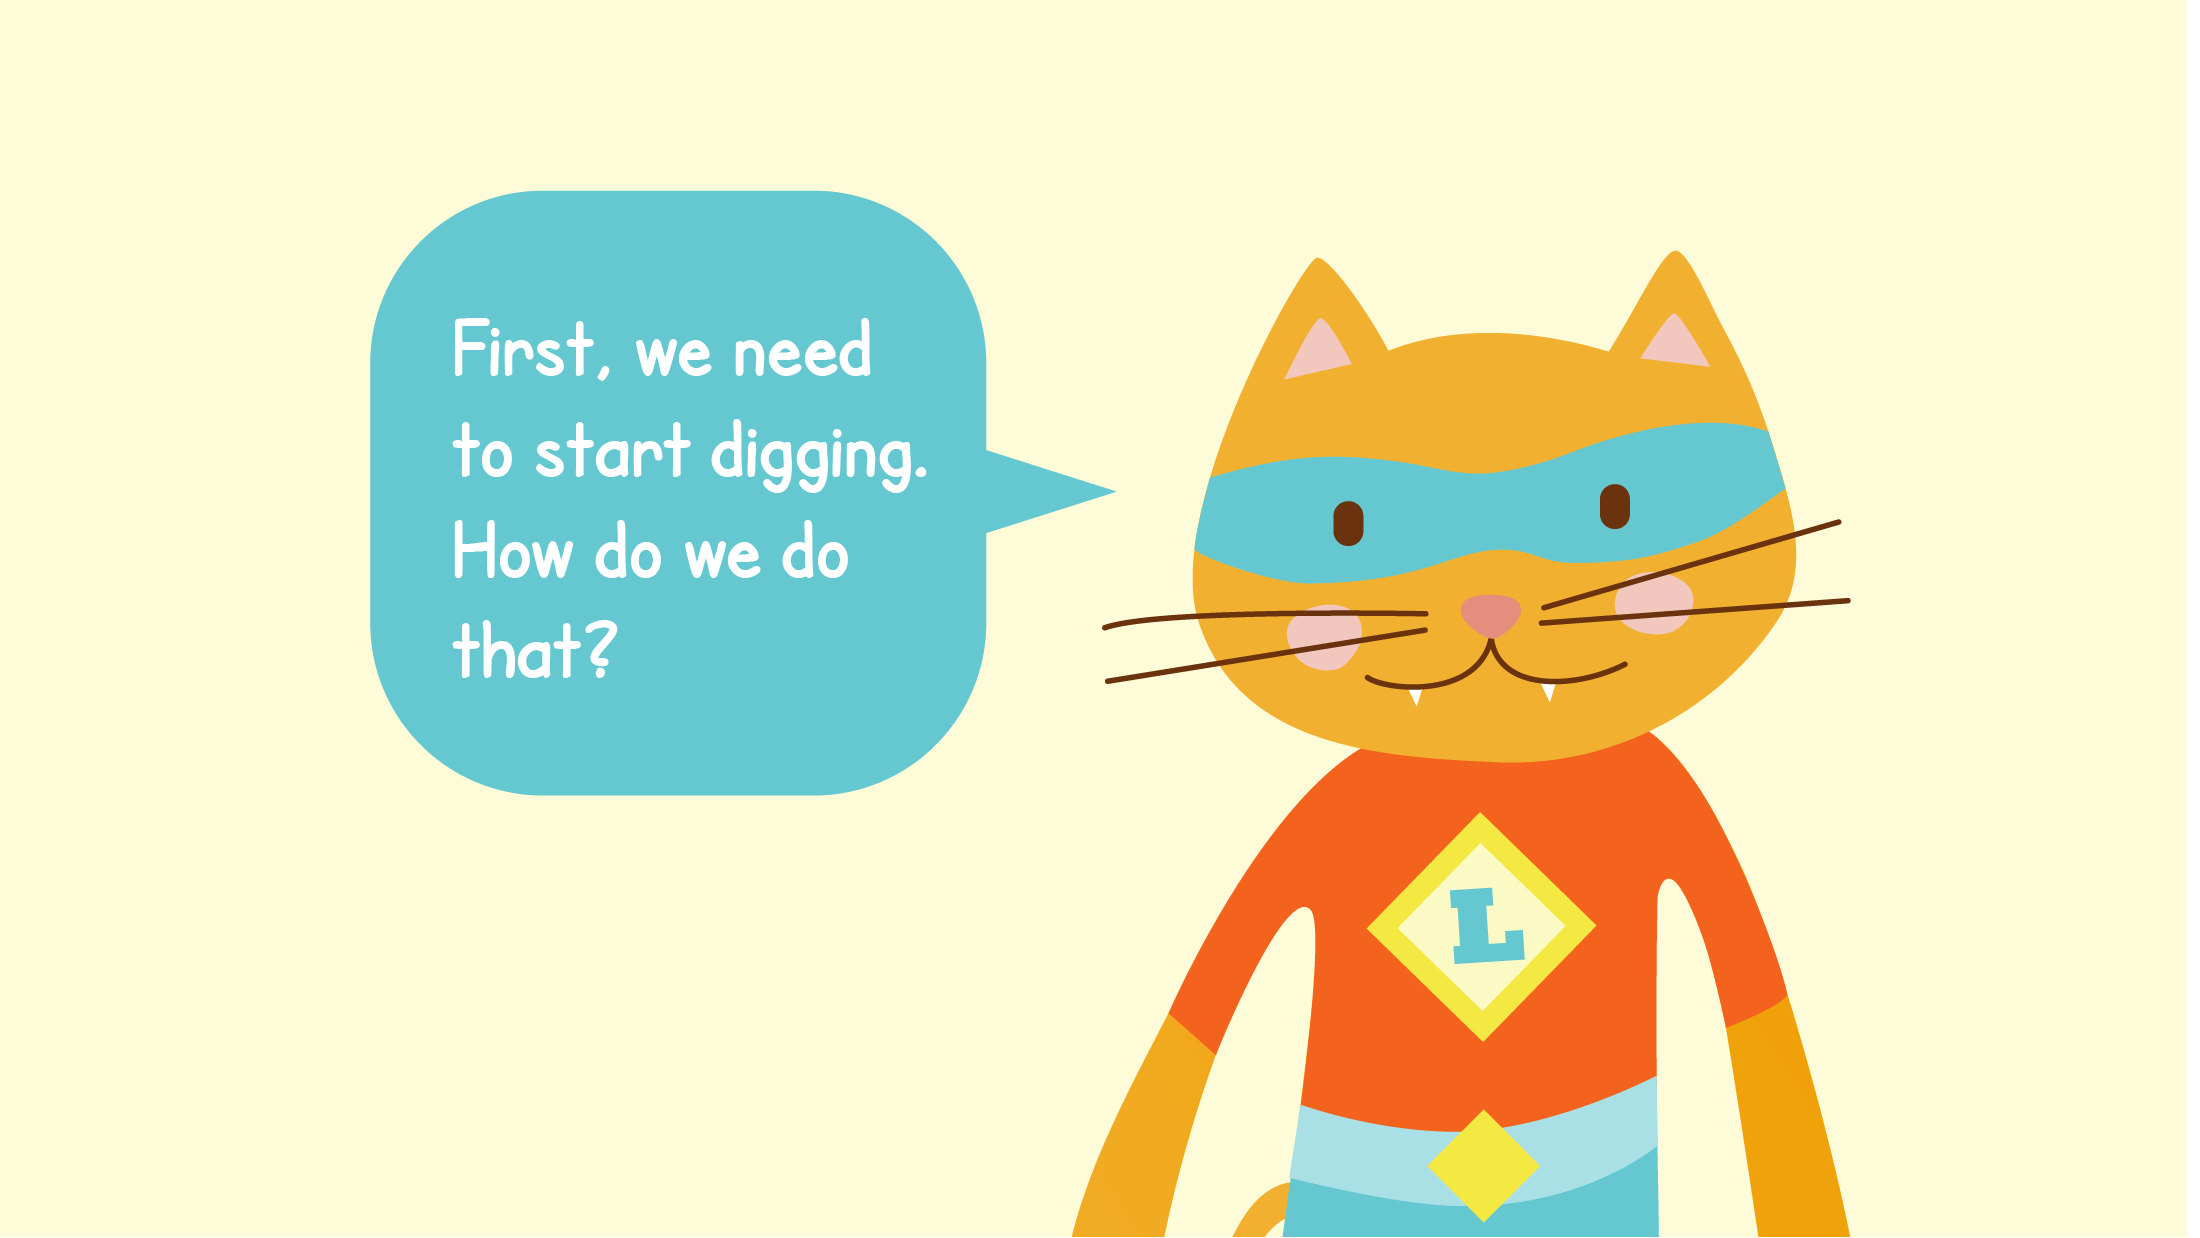 First, we need
to start digging.
How do we do
that?
L